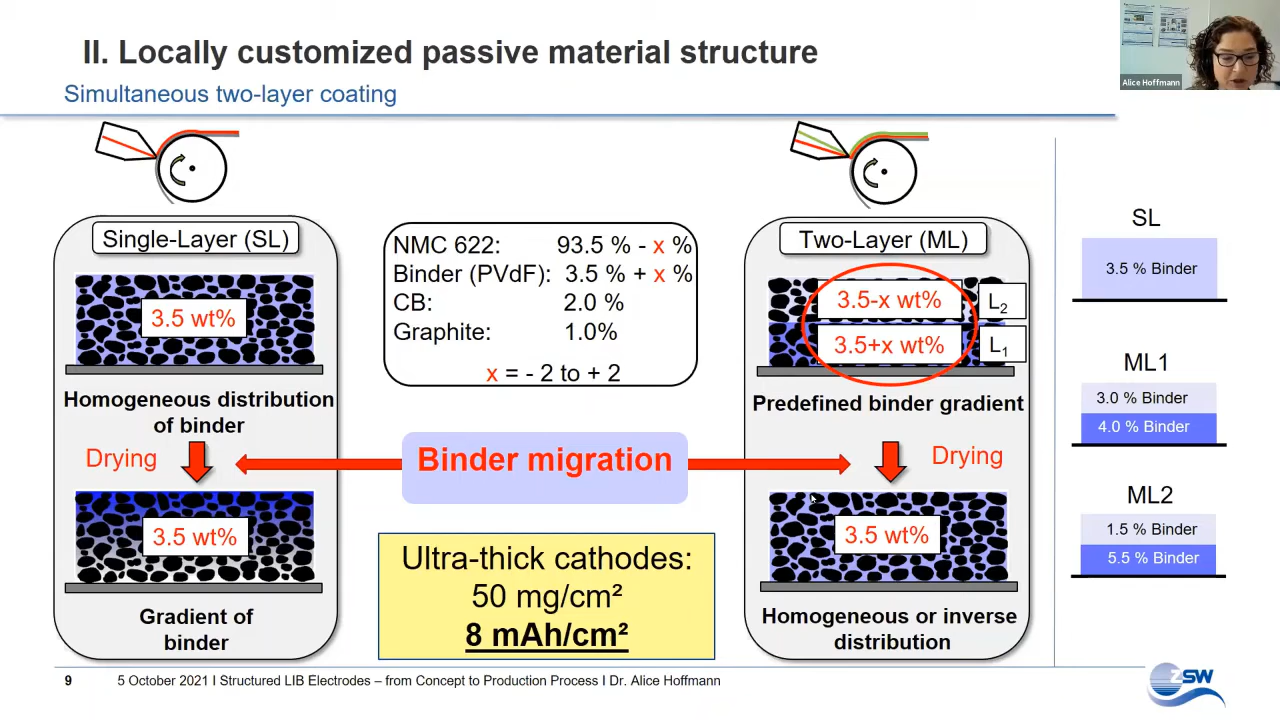 II. Locally customized passive material structure
Simultaneous two-layer coating
Alice Hoffmann
Single-Layer (SL)
3.5 wt%
Homogeneous distribution
of binder
Drying
3.5 wt%
Gradient of
binder
NMC 622: 93.5 % - x %
Binder (PVdF): 3.5 % + x %
CB: 2.0 %
Graphite: 1.0%
x = - 2 to + 2
Binder migration
Ultra-thick cathodes:
50 mg/cm²
8 mAh/cm²
Two-Layer (ML)
3.5-x wt% L2
3.5+x wt% L1
Predefined binder gradient
Drying
3.5 wt%
Homogeneous or inverse
distribution
SL
3.5 % Binder
ML1
3.0 % Binder
4.0 % Binder
ML2
1.5 % Binder
5.5 % Binder
9 5 October 2021 I Structured LIB Electrodes – from Concept to Production Process I Dr. Alice Hoffmann
ZSW